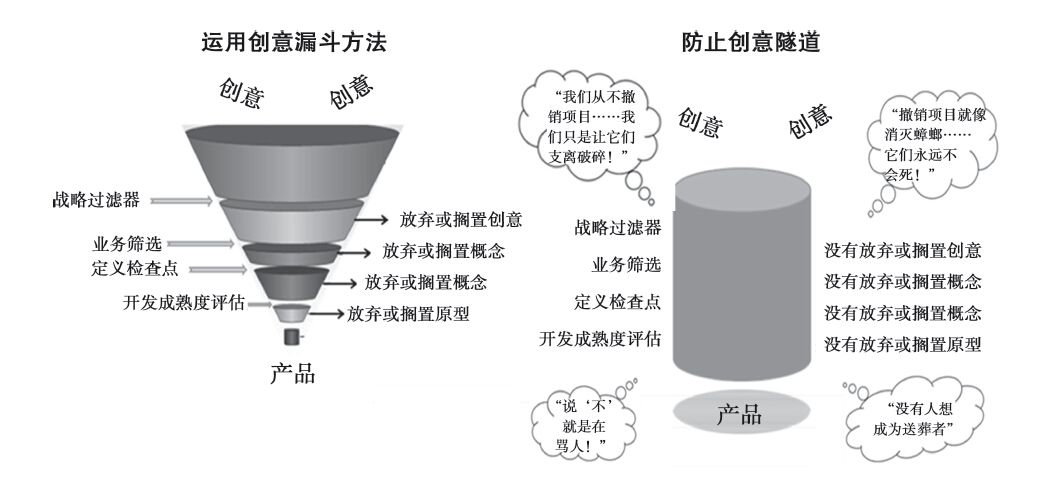 运用创意漏斗方法
创意
创意
战略过滤器
业务筛选
定义检查点
开发成熟度评估
放弃或搁置创意
放弃或搁置概念
放弃或搁置概念
放弃或搁置原型
产品
防止创意隧道
“我们从不撤
销项目……我
们只是让它们
支离破碎！”
创意
创意
“撤销项目就像
消灭蟑螂……
它们永远不
会死！”
战略过滤器
业务筛选
定义检查点
开发成熟度评估
没有放弃或搁置创意
没有放弃或搁置概念
没有放弃或搁置概念
没有放弃或搁置原型
“说‘不’
就是在
骂人！”
产品
“没有人想
成为送葬者”